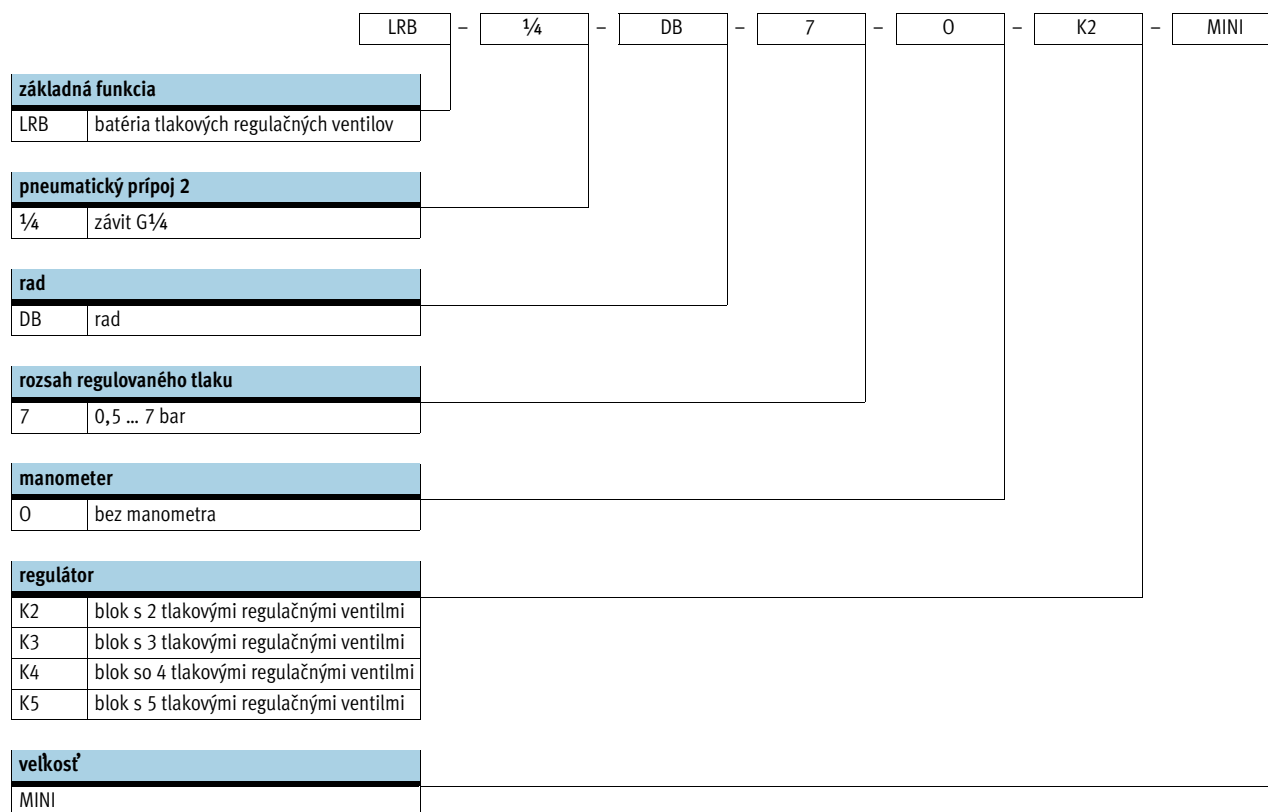 LRB – ¼ – DB – 7 – O – K2 – MINI
základná funkcia
LRB batéria tlakových regulačných ventilov
pneumatický prípoj 2
¼ závit G¼
rad
DB rad
rozsah regulovaného tlaku
7 0,5 ... 7 bar
manometer
O bez manometra
regulátor
K2 blok s 2 tlakovými regulačnými ventilmi
K3 blok s 3 tlakovými regulačnými ventilmi
K4 blok so 4 tlakovými regulačnými ventilmi
K5 blok s 5 tlakovými regulačnými ventilmi
veľkosť
MINI